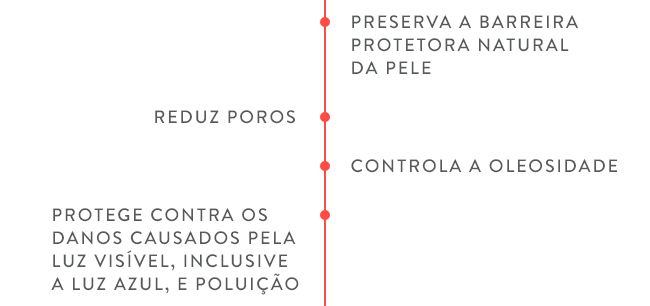 PRESERVA A BARREIRA
PROTETORA NATURAL
DA PELE
REDUZ POROS
CONTROLA A OLEOSIDADE
PROTEGE CONTRA OS
DANOS CAUSADOS PELA
LUZ VISÍVEL, INCLUSIVE
A LUZ AZUL, E POLUIÇÃO